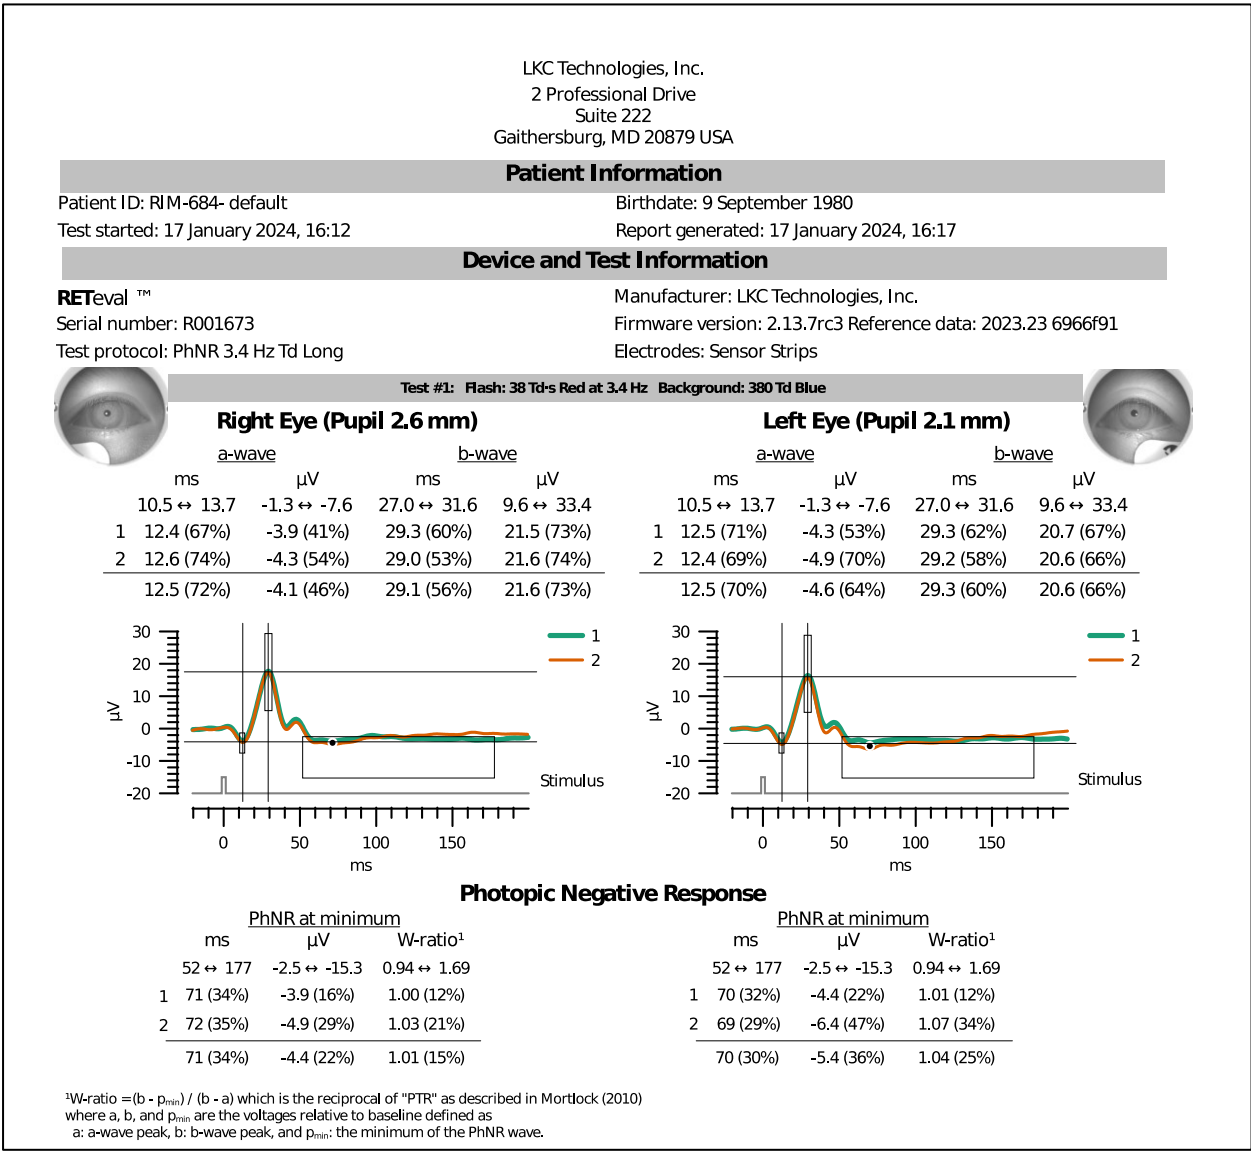 LKC Technologies, Inc.
2 Professional Drive
Suite 222
Gaithersburg, MD 20879 USA
Patient Information
Patient ID: RIM-684- default Birthdate: 9 September 1980
Test started: 17 January 2024, 16:12 Report generated: 17 January 2024, 16:17
Device and Test Information
RETeval ™ Manufacturer: LKC Technologies, Inc.
Serial number: R001673 Firmware version: 2.13.7rc3 Reference data: 2023.23 6966f91
Test protocol: PhNR 3.4 Hz Td Long Electrodes: Sensor Strips
Test #1: Flash: 38 Td·s Red at 3.4 Hz Background: 380 Td Blue
Right Eye (Pupil 2.6 mm) Left Eye (Pupil 2.1 mm)
a-wave b-wave a-wave b-wave
ms µV ms µV ms µV ms µV
10.5 ↔ 13.7 -1.3 ↔ -7.6 27.0 ↔ 31.6 9.6 ↔ 33.4 10.5 ↔ 13.7 -1.3 ↔ -7.6 27.0 ↔ 31.6 9.6 ↔ 33.4
1 12.4 (67%) -3.9 (41%) 29.3 (60%) 21.5 (73%) 1 12.5 (71%) -4.3 (53%) 29.3 (62%) 20.7 (67%)
2 12.6 (74%) -4.3 (54%) 29.0 (53%) 21.6 (74%) 2 12.4 (69%) -4.9 (70%) 29.2 (58%) 20.6 (66%)
12.5 (72%) -4.1 (46%) 29.1 (56%) 21.6 (73%) 12.5 (70%) -4.6 (64%) 29.3 (60%) 20.6 (66%)
30 1 30 1
20 2 20 2
10 10
µV µV
0 0
-10 -10
Stimulus Stimulus
-20 -20
0 50 100 150 0 50 100 150
ms ms
Photopic Negative Response
PhNR at minimum PhNR at minimum
ms µV W-ratio¹ ms µV W-ratio¹
52 ↔ 177 -2.5 ↔ -15.3 0.94 ↔ 1.69 52 ↔ 177 -2.5 ↔ -15.3 0.94 ↔ 1.69
1 71 (34%) -3.9 (16%) 1.00 (12%) 1 70 (32%) -4.4 (22%) 1.01 (12%)
2 72 (35%) -4.9 (29%) 1.03 (21%) 2 69 (29%) -6.4 (47%) 1.07 (34%)
71 (34%) -4.4 (22%) 1.01 (15%) 70 (30%) -5.4 (36%) 1.04 (25%)
¹W-ratio = (b - pmin) / (b - a) which is the reciprocal of "PTR" as described in Mortlock (2010)
where a, b, and pmin are the voltages relative to baseline defined as
a: a-wave peak, b: b-wave peak, and pmin: the minimum of the PhNR wave.